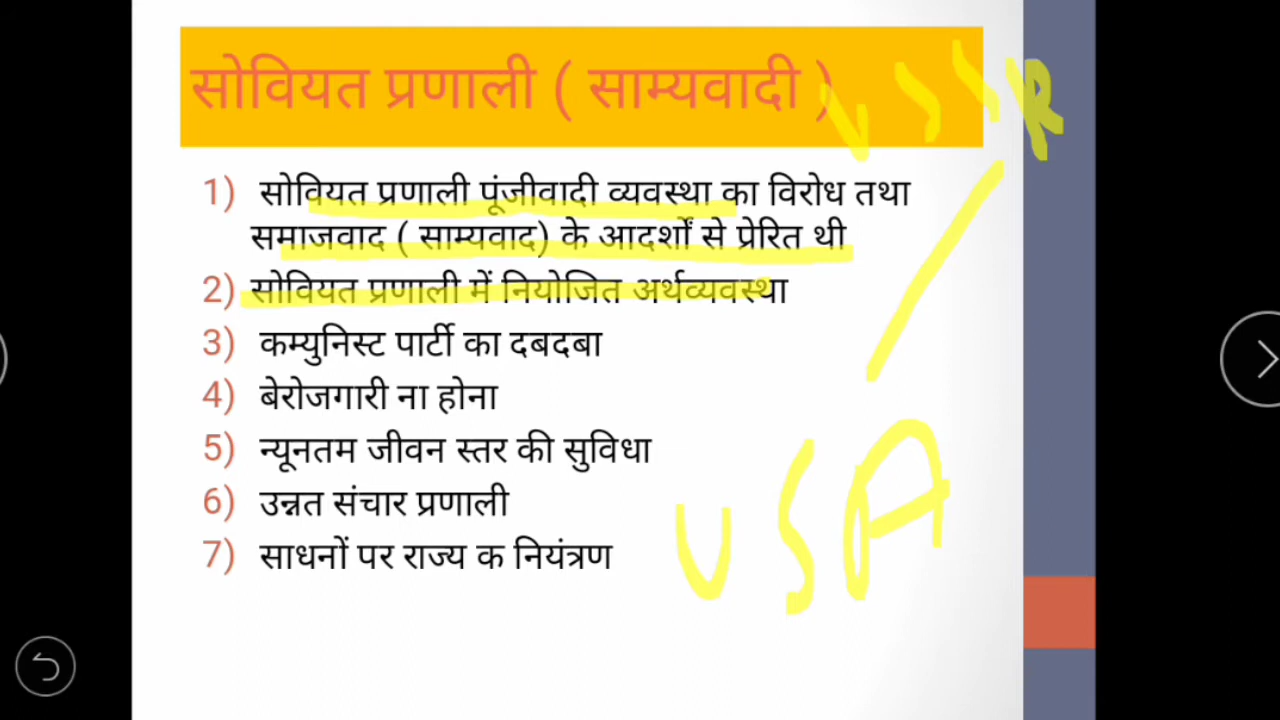 सोवियत प्रणाली ( साम्यवादी )
USSR
1) सोवियत प्रणाली पूंजीवादी व्यवस्था का विरोध तथा
समाजवाद ( साम्यवाद) के आदर्शों से प्रेरित थी
2) सोवियत प्रणाली में नियोजित अर्थव्यवस्था
3) कम्युनिस्ट पार्टी का दबदबा
4) बेरोजगारी ना होना
5) न्यूनतम जीवन स्तर की सुविधा
6) उन्नत संचार प्रणाली
7) साधनों पर राज्य क नियंत्रण
USA